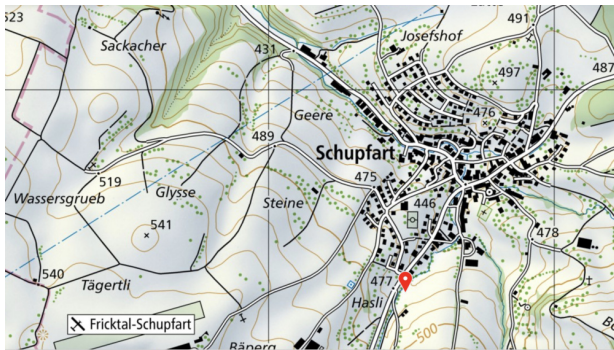 523
Sackacher
431
Josefshof
491
497
487
Geere
476
489
Schupfart
475
519
Wassergrueb
Glysse
Steine
446
541
478
540
Tägertli
477
Hasli
500
Fricktal-Schupfart
Bäperg